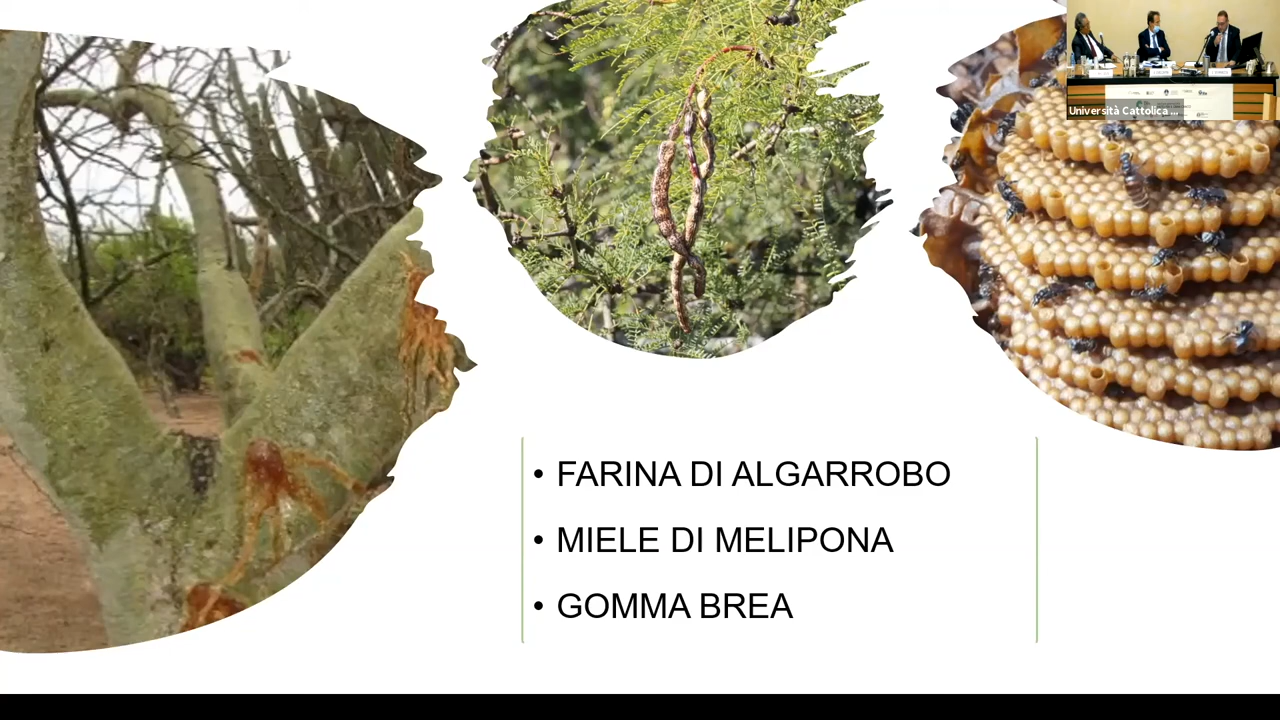 Università Cattolica ...
• FARINA DI ALGARROBO
• MIELE DI MELIPONA
• GOMMA BREA